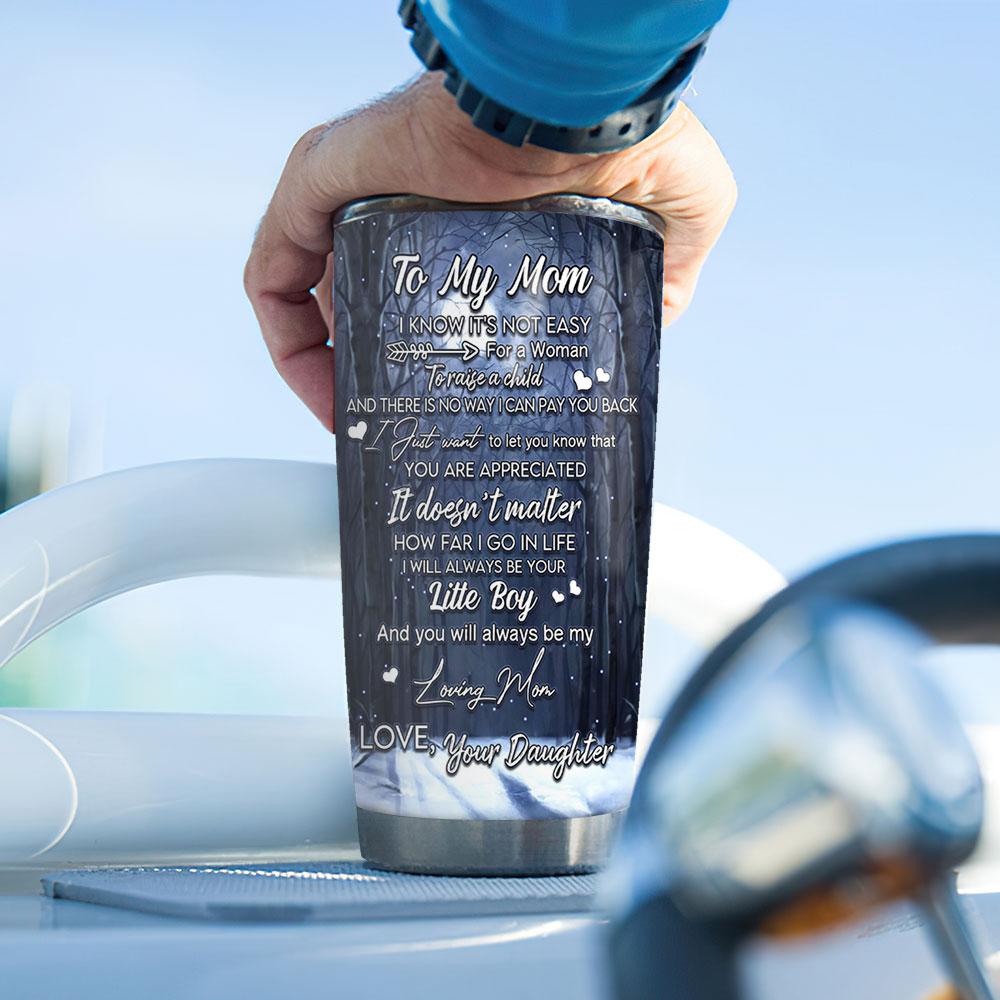 To My Mom
I KNOW IT'S NOT EASY
For a Woman
To raise a child
AND THERE IS NO WAY I CAN PAY YOU BACK
I Just want to let you know that
YOU ARE APPRECIATED
It doesn't matter
HOW FAR I GO IN LIFE
I WILL ALWAYS BE YOUR
Litte Boy
And you will always be my
Loving Mom
LOVE, Your Daughter